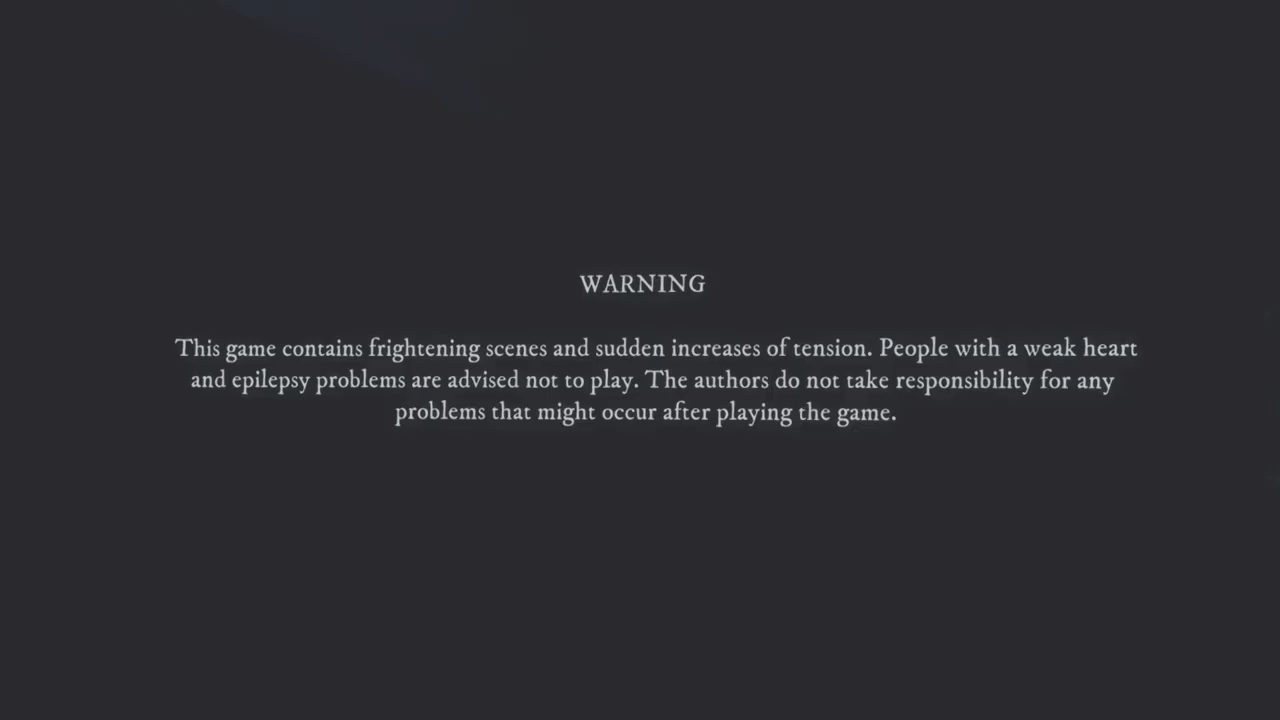 WARNING
This game contains frightening scenes and sudden increases of tension. People with a weak heart
and epilepsy problems are advised not to play. The authors do not take responsibility for any
problems that might occur after playing the game.